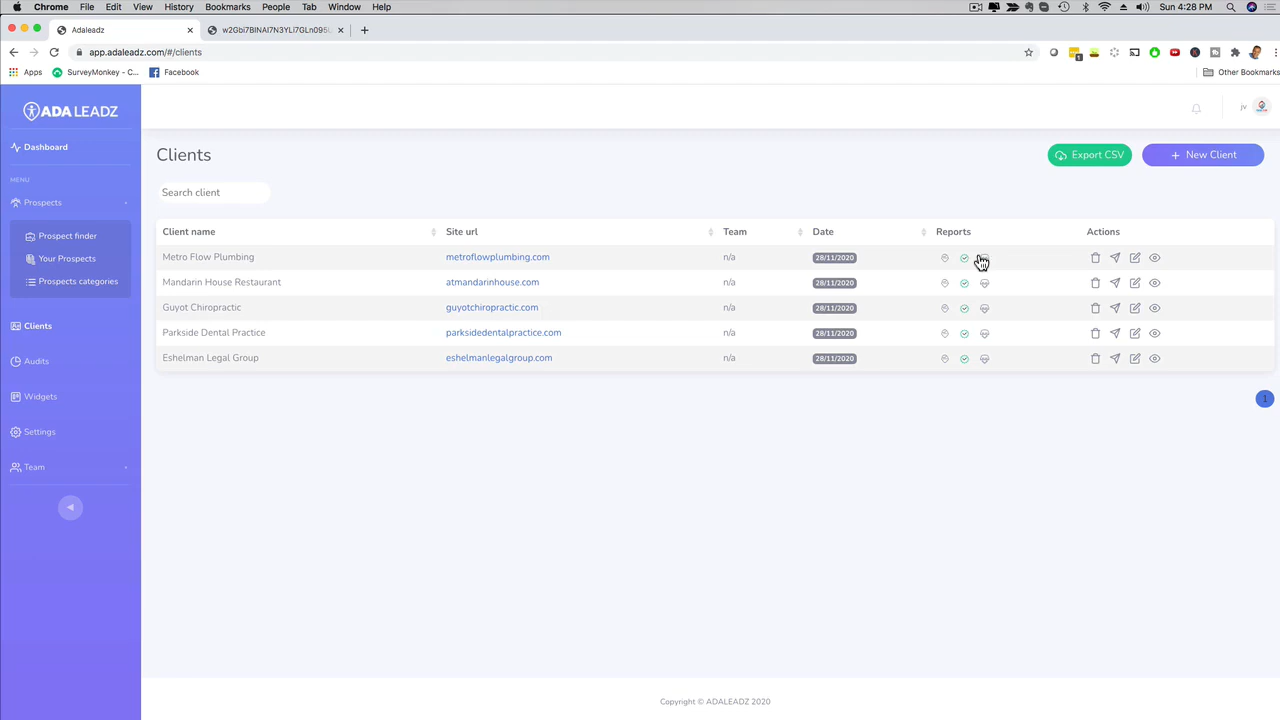 Chrome File Edit View History Bookmarks People Tab Window Help Sun 4:28 PM
Adaleadz
app.adaleadz.com/#/clients
Apps SurveyMonkey - C... Facebook Other Bookmarks
ADA LEADZ
jv
Dashboard
MENU
Prospects
Prospect finder
Your Prospects
Prospects categories
Clients
Audits
Widgets
Settings
Team
Clients
Export CSV
+ New Client
Search client
Client name Site url Team Date Reports Actions
Metro Flow Plumbing metroflowplumbing.com n/a 28/11/2020
Mandarin House Restaurant atmandarinhouse.com n/a 28/11/2020
Guyot Chiropractic guyotchiropractic.com n/a 28/11/2020
Parkside Dental Practice parksidedentalpractice.com n/a 28/11/2020
Eshelman Legal Group eshelmanlegalgroup.com n/a 28/11/2020
1
Copyright © ADALEADZ 2020